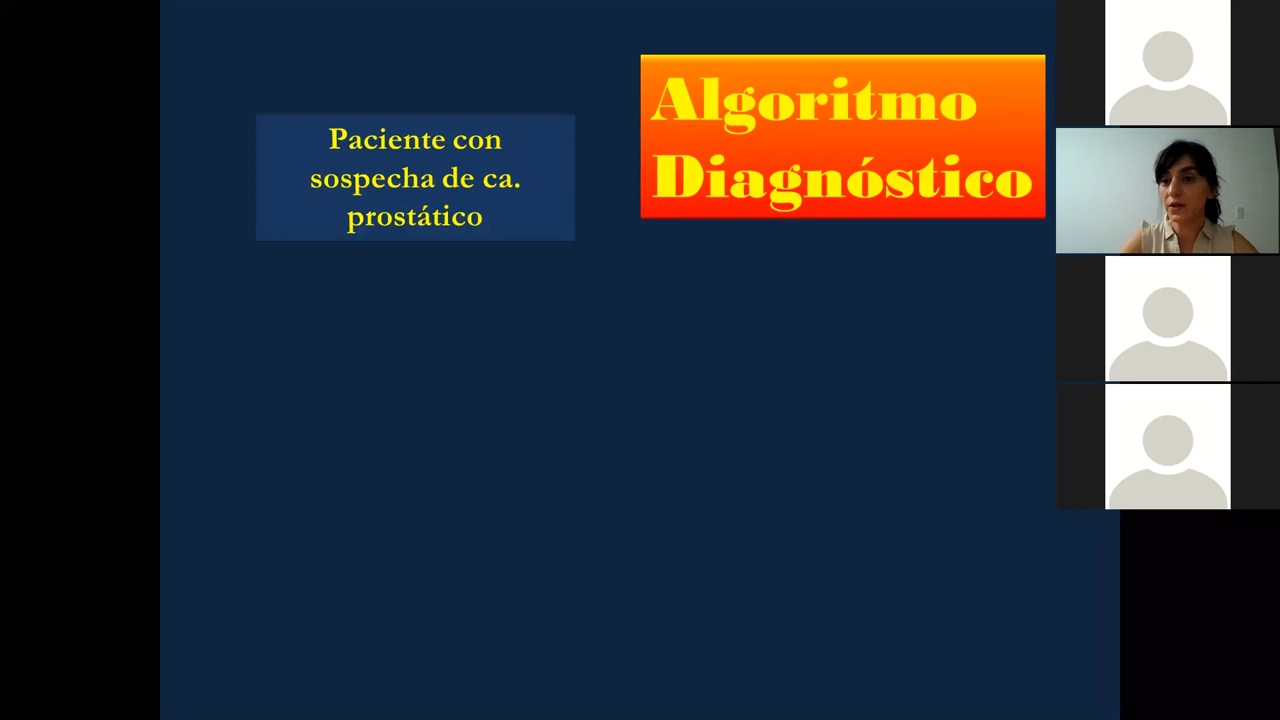 Algoritmo
Diagnóstico
Paciente con
sospecha de ca.
prostático